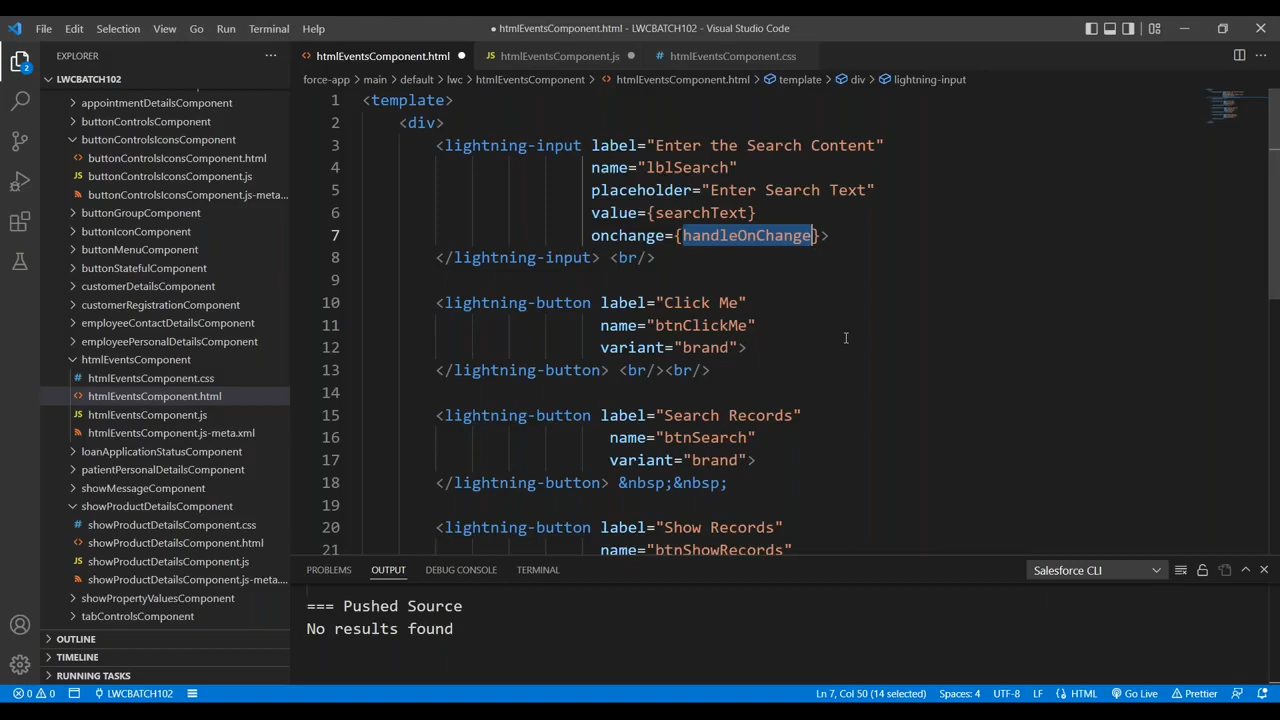 File Edit Selection View Go Run Terminal Help
● htmlEventsComponent.html - LWCBATCH102 - Visual Studio Code
EXPLORER ···
LWCBATCH102
appointmentDetailsComponent
buttonControlsComponent
buttonControlsIconsComponent
<> buttonControlsIconsComponent.html
JS buttonControlsIconsComponent.js
buttonControlsIconsComponent.js-meta...
buttonGroupComponent
buttonIconComponent
buttonMenuComponent
buttonStatefulComponent
customerDetailsComponent
customerRegistrationComponent
employeeContactDetailsComponent
employeePersonalDetailsComponent
htmlEventsComponent
# htmlEventsComponent.css
<> htmlEventsComponent.html
JS htmlEventsComponent.js
htmlEventsComponent.js-meta.xml
loanApplicationStatusComponent
patientPersonalDetailsComponent
showMessageComponent
showProductDetailsComponent
# showProductDetailsComponent.css
<> showProductDetailsComponent.html
JS showProductDetailsComponent.js
showProductDetailsComponent.js-meta...
showPropertyValuesComponent
tabControlsComponent
OUTLINE
TIMELINE
RUNNING TASKS
2
<> htmlEventsComponent.html ● JS htmlEventsComponent.js ● # htmlEventsComponent.css
force-app > main > default > lwc > htmlEventsComponent > <> htmlEventsComponent.html > template > div > lightning-input
1 <template>
2 <div>
3 <lightning-input label="Enter the Search Content"
4 name="lblSearch"
5 placeholder="Enter Search Text"
6 value={searchText}
7 onchange={handleOnChange}>
8 </lightning-input> <br/>
9
10 <lightning-button label="Click Me"
11 name="btnClickMe"
12 variant="brand">
13 </lightning-button> <br/><br/>
14
15 <lightning-button label="Search Records"
16 name="btnSearch"
17 variant="brand">
18 </lightning-button> &nbsp;&nbsp;
19
20 <lightning-button label="Show Records"
21 name="btnShowRecords"
PROBLEMS OUTPUT DEBUG CONSOLE TERMINAL Salesforce CLI
=== Pushed Source
No results found
0 0 LWCBATCH102 Ln 7, Col 50 (14 selected) Spaces: 4 UTF-8 LF HTML Go Live Prettier